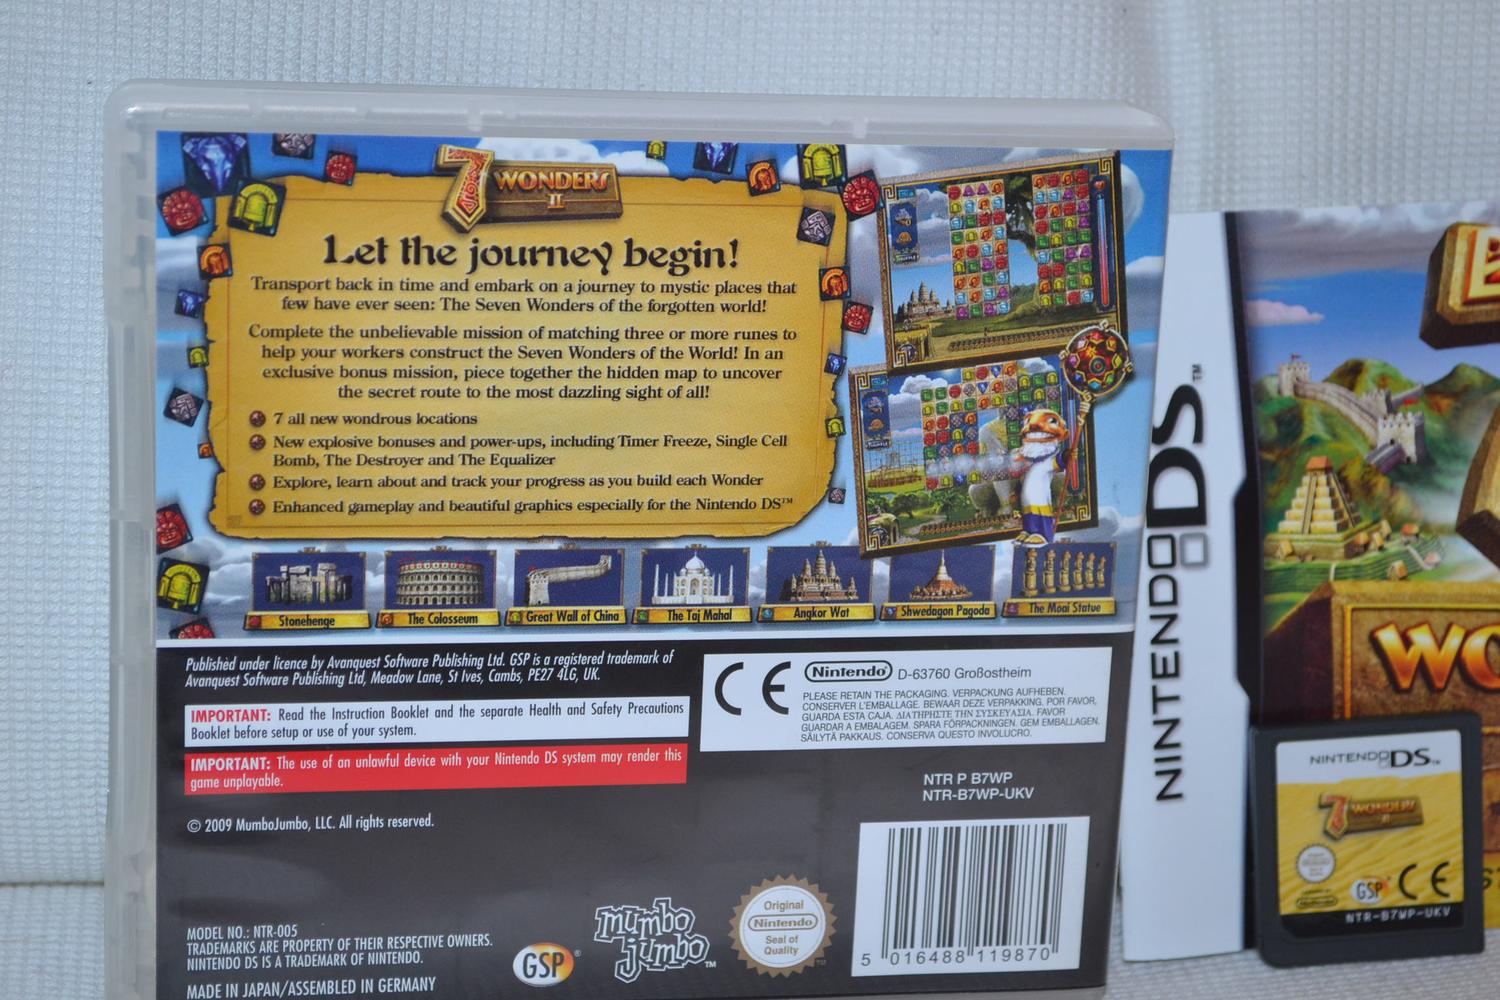 7 WONDERS
II
Let the journey begin!
Transport back in time and embark on a journey to mystic places that
few have ever seen: The Seven Wonders of the forgotten world!
Complete the unbelievable mission of matching three or more runes to
help your workers construct the Seven Wonders of the World! In an
exclusive bonus mission, piece together the hidden map to uncover
the secret route to the most dazzling sight of all!
7 all new wondrous locations
New explosive bonuses and power-ups, including Timer Freeze, Single Cell
Bomb, The Destroyer and The Equalizer
Explore, learn about and track your progress as you build each Wonder
Enhanced gameplay and beautiful graphics especially for the Nintendo DS™
Stonehenge
The Colosseum
Great Wall of China
The Taj Mahal
Angkor Wat
Shwedagon Pagoda
The Moai Statue
Published under licence by Avanquest Software Publishing Ltd. GSP is a registered trademark of
Avanquest Software Publishing Ltd, Meadow Lane, St Ives, Cambs, PE27 4LG, UK.
IMPORTANT: Read the Instruction Booklet and the separate Health and Safety Precautions
Booklet before setup or use of your system.
IMPORTANT: The use of an unlawful device with your Nintendo DS system may render this
game unplayable.
© 2009 MumboJumbo, LLC. All rights reserved.
CE Nintendo D-63760 Großostheim
PLEASE RETAIN THE PACKAGING. VERPACKUNG AUFHEBEN.
CONSERVER L'EMBALLAGE. BEWAAR DEZE VERPAKKING. POR FAVOR,
GUARDA ESTA CAJA. ΔΙΑΤΗΡΗΣΤΕ ΤΗΝ ΣΥΣΚΕΥΑΣΙΑ. FAVOR
GUARDAR A EMBALAGEM. SPARA FÖRPACKNINGEN. GEM EMBALLAGEN.
SÄILYTÄ PAKKAUS. CONSERVA QUESTO INVOLUCRO.
NTR P B7WP
NTR-B7WP-UKV
MODEL NO.: NTR-005
TRADEMARKS ARE PROPERTY OF THEIR RESPECTIVE OWNERS.
NINTENDO DS IS A TRADEMARK OF NINTENDO.
MADE IN JAPAN/ASSEMBLED IN GERMANY
GSP®
mumbo
jumbo™
Original
Nintendo
Seal of
Quality
5 016488 119870
NINTENDO DS™
WO
NINTENDO DS™
7 WONDERS
II
GSP® CE
NTR-B7WP-UKV